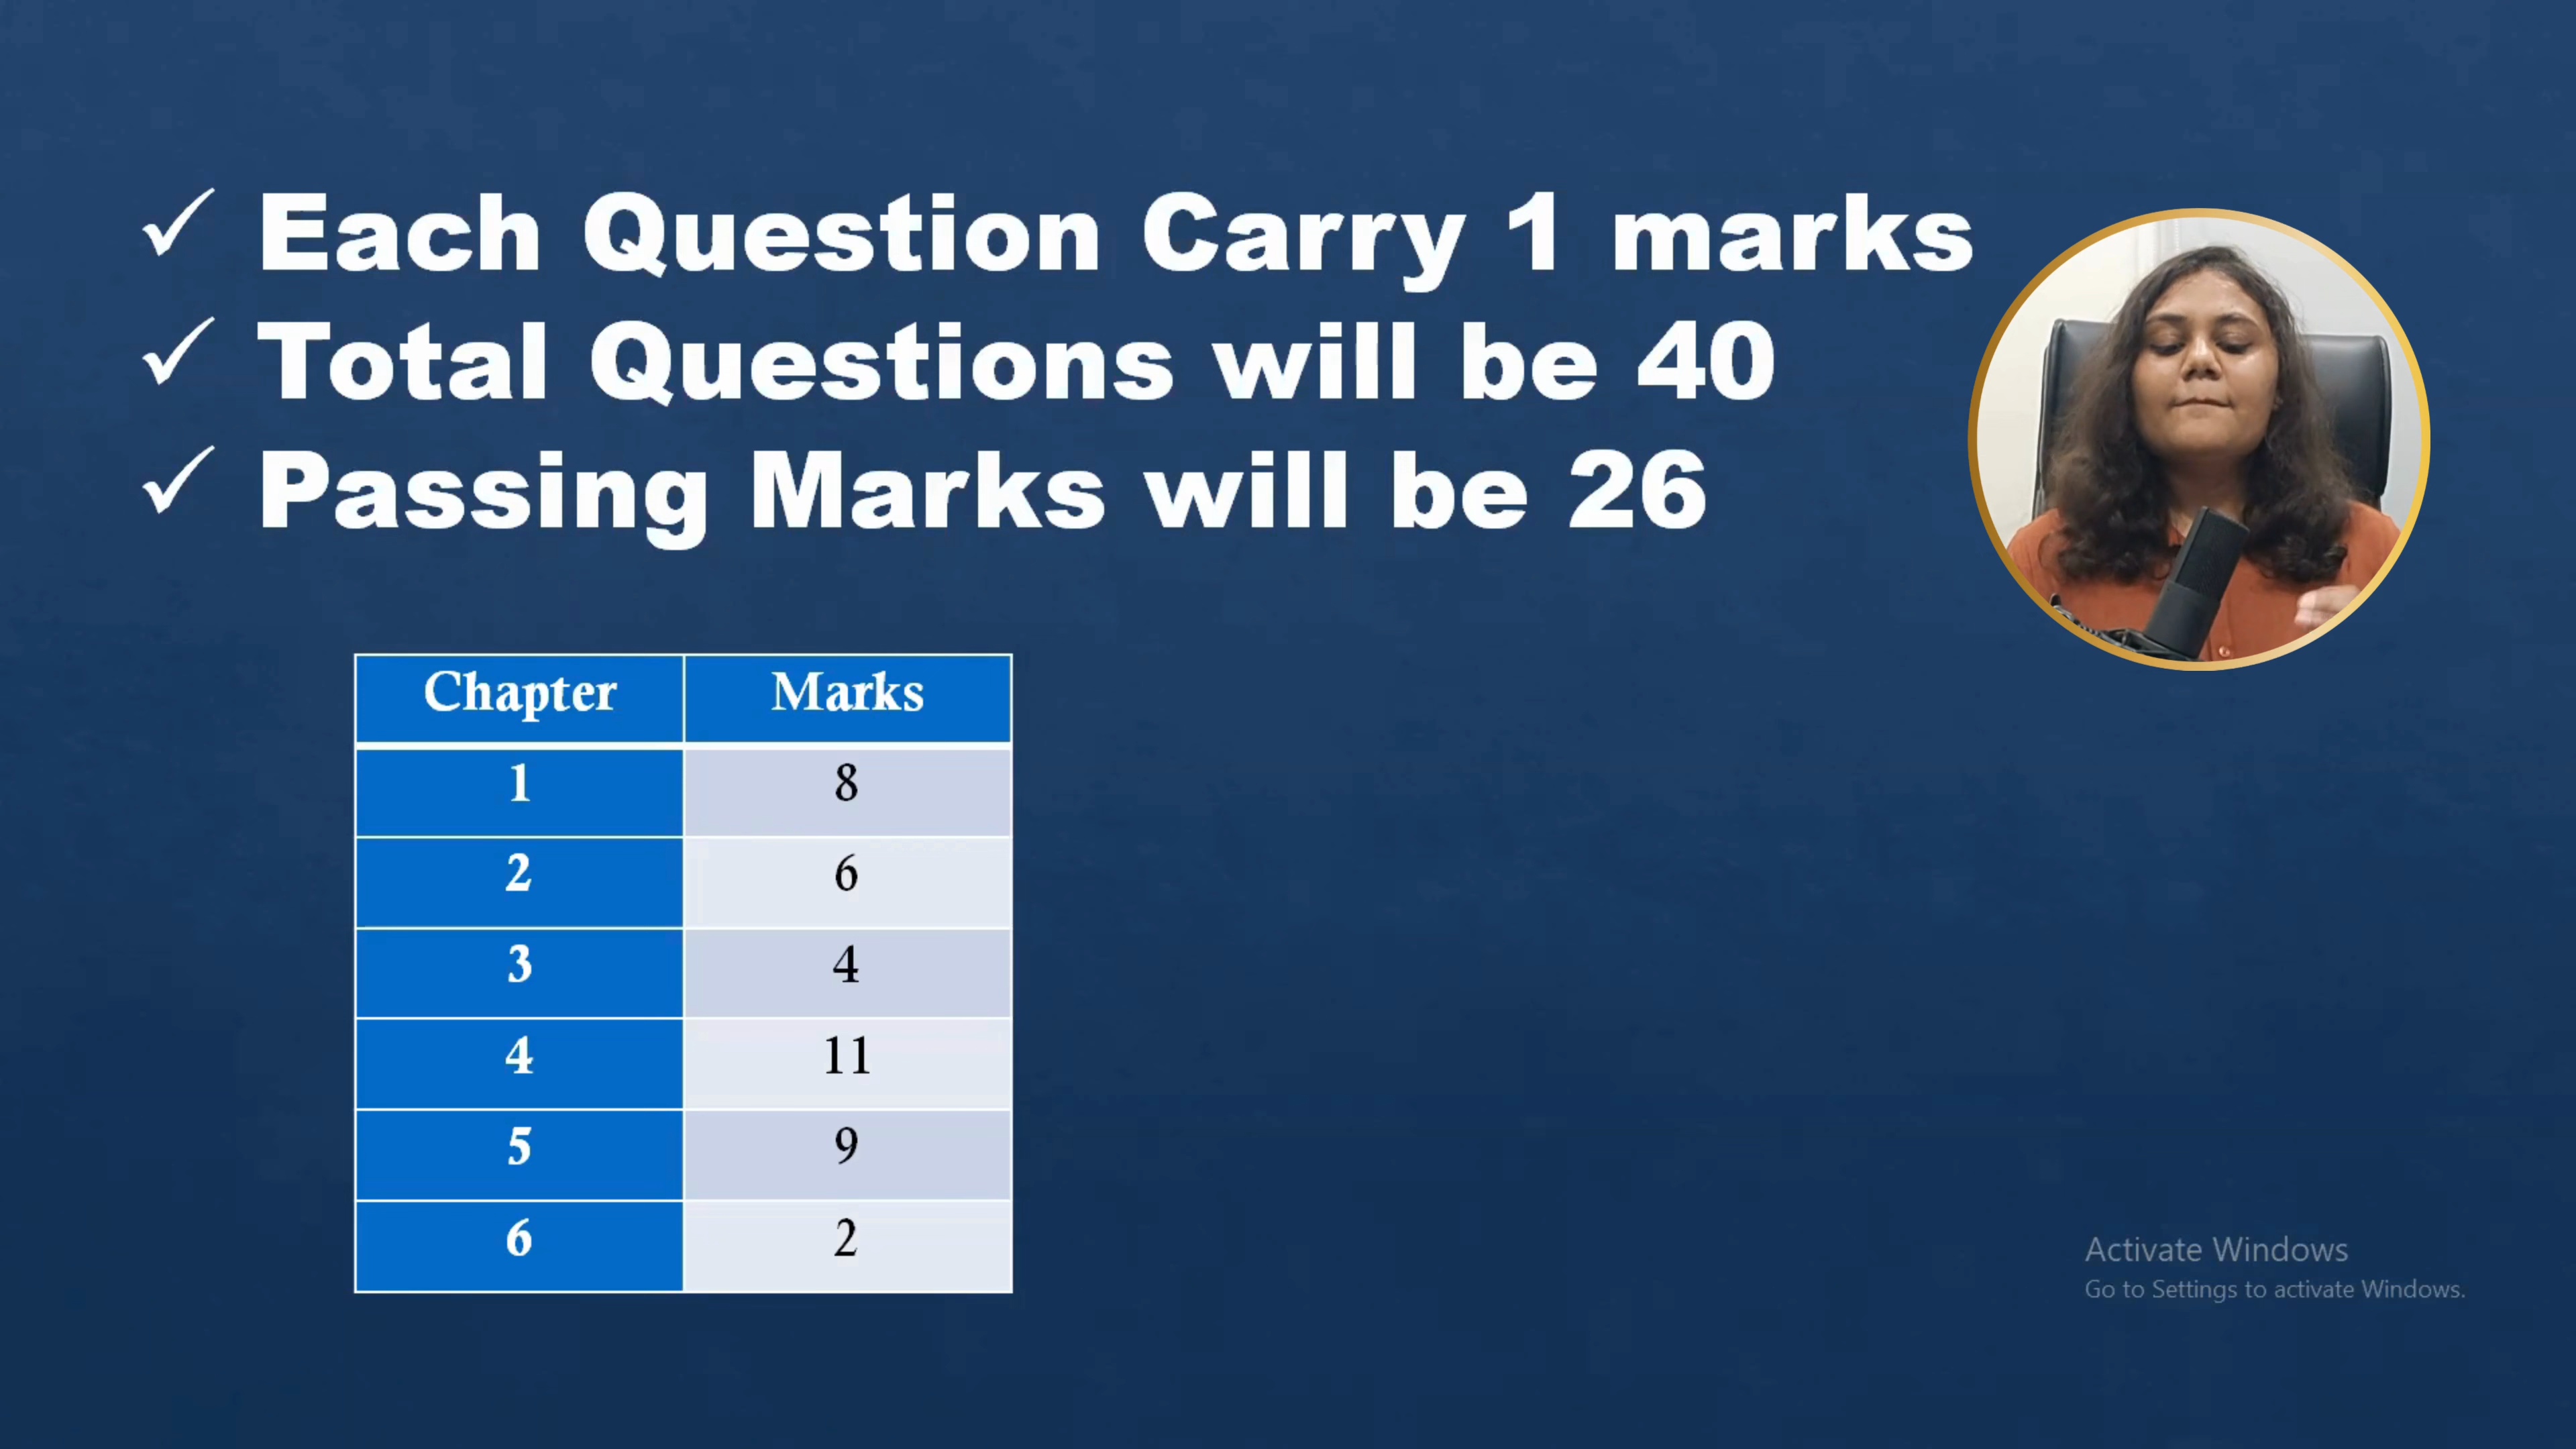 ✓ Each Question Carry 1 marks
✓ Total Questions will be 40
✓ Passing Marks will be 26
Chapter Marks
1 8
2 6
3 4
4 11
5 9
6 2
Activate Windows
Go to Settings to activate Windows.